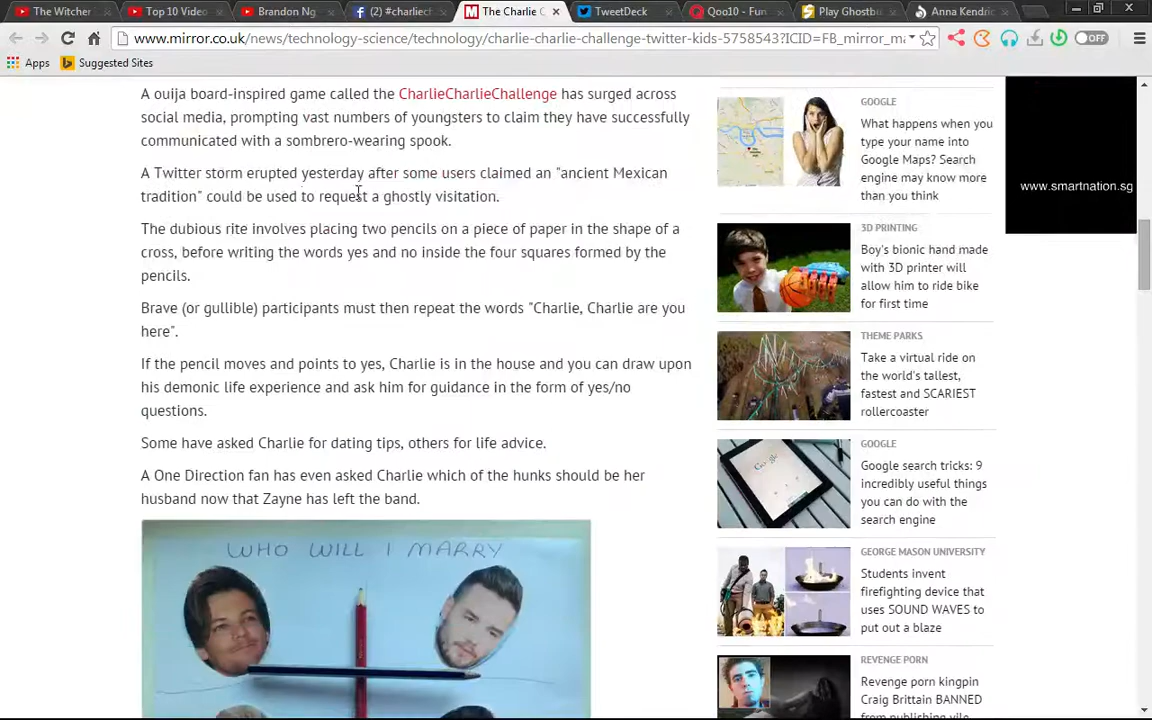 The Witcher
Top 10 Video
Brandon Ng
(2) #charliech
The Charlie C
TweetDeck
Qoo10 - Fun
Play Ghostbu
Anna Kendric
www.mirror.co.uk/news/technology-science/technology/charlie-charlie-challenge-twitter-kids-5758543?ICID=FB_mirror_ma
OFF
Apps
Suggested Sites
A ouija board-inspired game called the CharlieCharlieChallenge has surged across
social media, prompting vast numbers of youngsters to claim they have successfully
communicated with a sombrero-wearing spook.
A Twitter storm erupted yesterday after some users claimed an "ancient Mexican
tradition" could be used to request a ghostly visitation.
The dubious rite involves placing two pencils on a piece of paper in the shape of a
cross, before writing the words yes and no inside the four squares formed by the
pencils.
Brave (or gullible) participants must then repeat the words "Charlie, Charlie are you
here".
If the pencil moves and points to yes, Charlie is in the house and you can draw upon
his demonic life experience and ask him for guidance in the form of yes/no
questions.
Some have asked Charlie for dating tips, others for life advice.
A One Direction fan has even asked Charlie which of the hunks should be her
husband now that Zayne has left the band.
WHO WILL I MARRY
GOOGLE
What happens when you
type your name into
Google Maps? Search
engine may know more
than you think
3D PRINTING
Boy's bionic hand made
with 3D printer will
allow him to ride bike
for first time
THEME PARKS
Take a virtual ride on
the world's tallest,
fastest and SCARIEST
rollercoaster
GOOGLE
Google search tricks: 9
incredibly useful things
you can do with the
search engine
GEORGE MASON UNIVERSITY
Students invent
firefighting device that
uses SOUND WAVES to
put out a blaze
REVENGE PORN
Revenge porn kingpin
Craig Brittain BANNED
from publishing vile
www.smartnation.sg